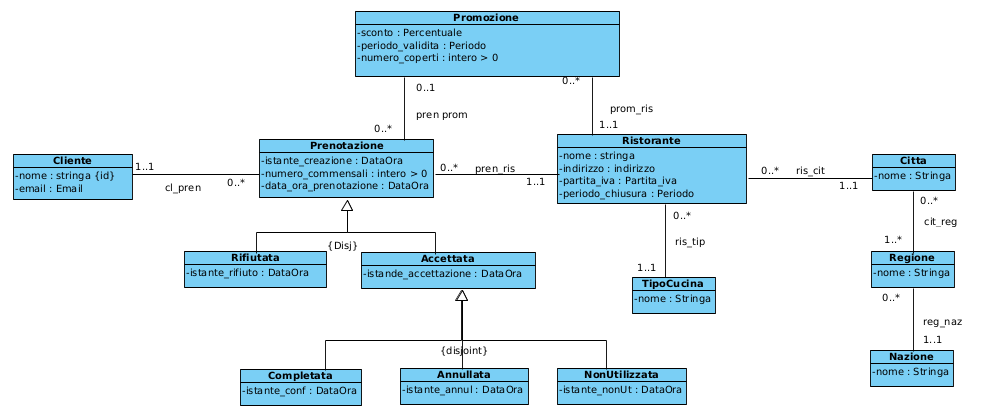 Promozione
-sconto : Percentuale
-periodo_validita : Periodo
-numero_coperti : intero > 0
0..1
pren prom
0..*
0..*
prom_ris
1..1
Prenotazione
-istante_creazione : DataOra
-numero_commensali : intero > 0
-data_ora_prenotazione : DataOra
Ristorante
-nome : stringa
-indirizzo : indirizzo
-partita_iva : Partita_iva
-periodo_chiusura : Periodo
Cliente
-nome : stringa {id}
-email : Email
1..1
cl_pren
0..*
0..*
pren_ris
1..1
0..*
ris_cit
1..1
Citta
-nome : Stringa
0..*
cit_reg
1..*
0..*
ris_tip
1..1
{Disj}
Rifiutata
-istante_rifiuto : DataOra
Accettata
-istande_accettazione : DataOra
TipoCucina
-nome : Stringa
Regione
-nome : Stringa
0..*
reg_naz
1..1
Nazione
-nome : Stringa
{disjoint}
Completata
-istante_conf : DataOra
Annullata
-istante_annul : DataOra
NonUtilizzata
-istante_nonUt : DataOra